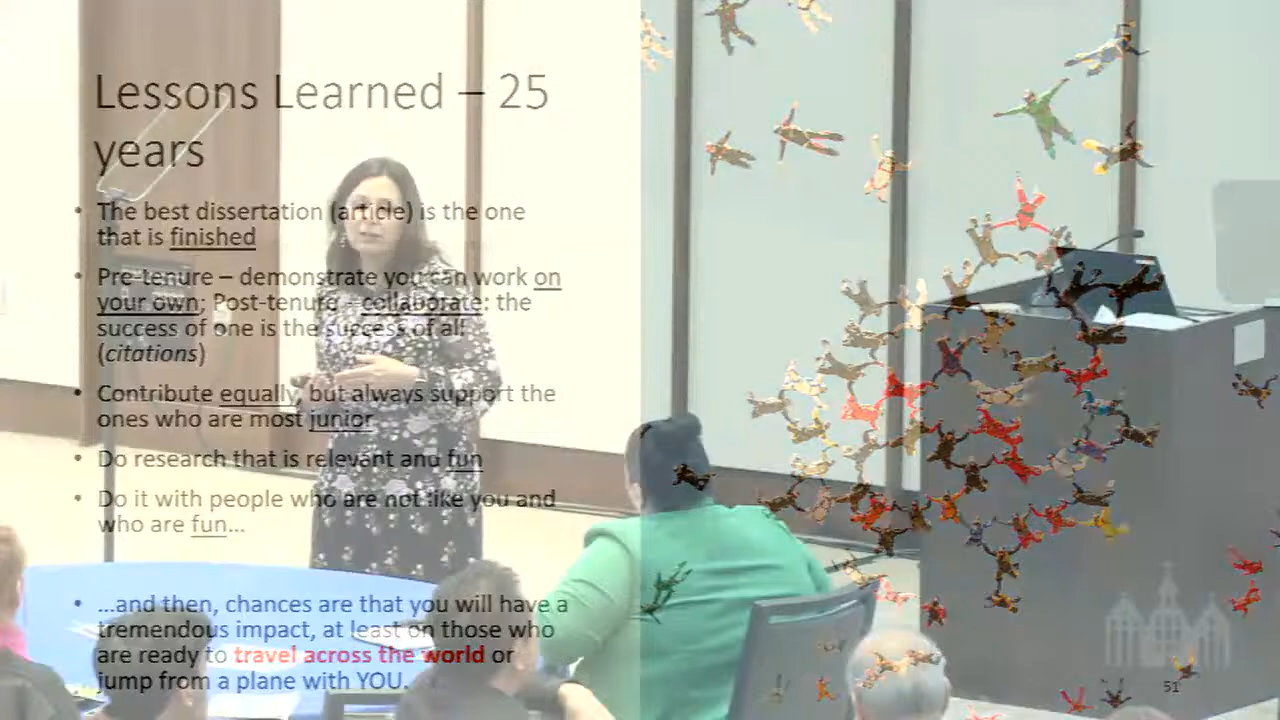 Lessons Learned – 25
years
• The best dissertation (article) is the one
that is finished
• Pre-tenure – demonstrate you can work on
your own; Post-tenure – collaborate: the
success of one is the success of all!
(citations)
• Contribute equally, but always support the
ones who are most junior
• Do research that is relevant and fun
• Do it with people who are not like you and
who are fun...
• ...and then, chances are that you will have a
tremendous impact, at least on those who
are ready to travel across the world or
jump from a plane with YOU.
51